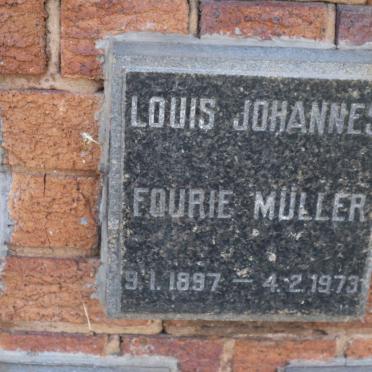 LOUIS JOHANNES
FOURIE MÜLLER
9.1.1897 – 4.2.1973